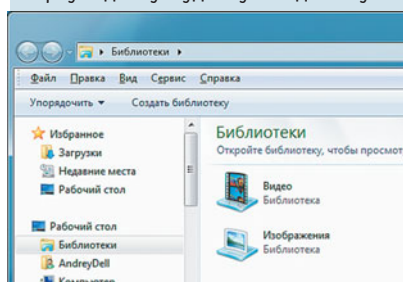 Библиотеки
Файл Правка Вид Сервис Справка
Упорядочить Создать библиотеку
Избранное
Загрузки
Недавние места
Рабочий стол
Рабочий стол
Библиотеки
AndreyDell
Компьютер
Библиотеки
Откройте библиотеку, чтобы просмот
Видео
Библиотека
Изображения
Библиотека